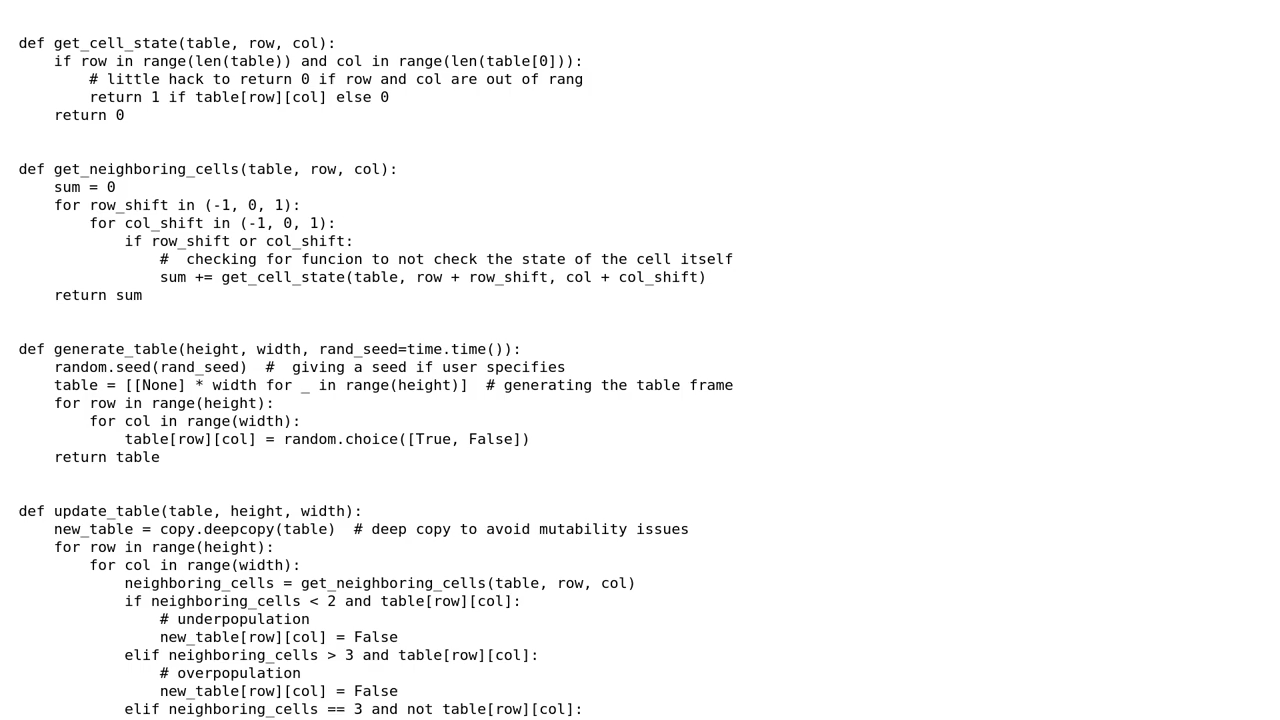 def get_cell_state(table, row, col):
    if row in range(len(table)) and col in range(len(table[0])):
        # little hack to return 0 if row and col are out of rang
        return 1 if table[row][col] else 0
    return 0


def get_neighboring_cells(table, row, col):
    sum = 0
    for row_shift in (-1, 0, 1):
        for col_shift in (-1, 0, 1):
            if row_shift or col_shift:
                #  checking for funcion to not check the state of the cell itself
                sum += get_cell_state(table, row + row_shift, col + col_shift)
    return sum


def generate_table(height, width, rand_seed=time.time()):
    random.seed(rand_seed)  #  giving a seed if user specifies
    table = [[None] * width for _ in range(height)]  # generating the table frame
    for row in range(height):
        for col in range(width):
            table[row][col] = random.choice([True, False])
    return table


def update_table(table, height, width):
    new_table = copy.deepcopy(table)  # deep copy to avoid mutability issues
    for row in range(height):
        for col in range(width):
            neighboring_cells = get_neighboring_cells(table, row, col)
            if neighboring_cells < 2 and table[row][col]:
                # underpopulation
                new_table[row][col] = False
            elif neighboring_cells > 3 and table[row][col]:
                # overpopulation
                new_table[row][col] = False
            elif neighboring_cells == 3 and not table[row][col]: